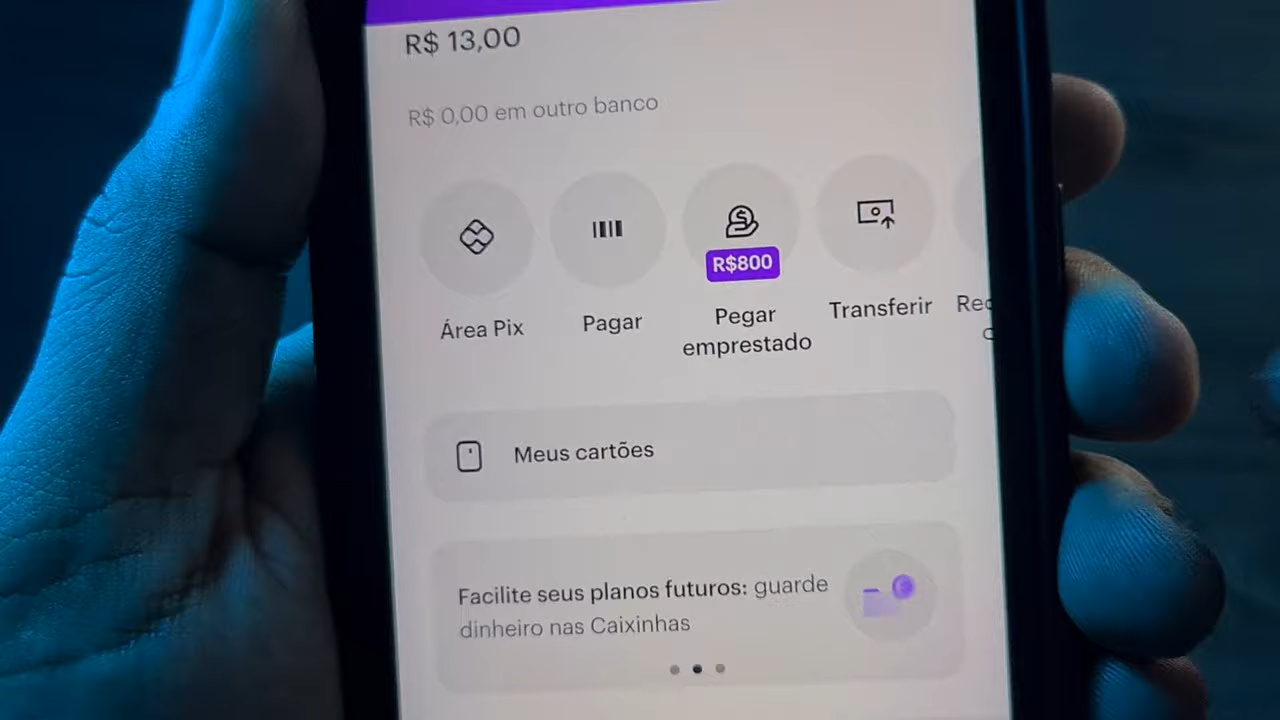 R$ 13,00
R$ 0,00 em outro banco
R$800
Área Pix
Pagar
Pegar
emprestado
Transferir
Meus cartões
Facilite seus planos futuros: guarde
dinheiro nas Caixinhas